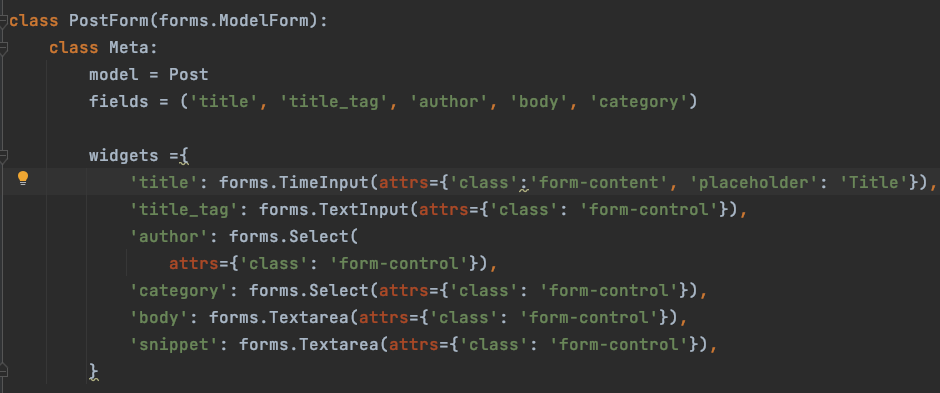 class PostForm(forms.ModelForm):
    class Meta:
        model = Post
        fields = ('title', 'title_tag', 'author', 'body', 'category')

        widgets ={
            'title': forms.TimeInput(attrs={'class':'form-content', 'placeholder': 'Title'}),
            'title_tag': forms.TextInput(attrs={'class': 'form-control'}),
            'author': forms.Select(
                attrs={'class': 'form-control'}),
            'category': forms.Select(attrs={'class': 'form-control'}),
            'body': forms.Textarea(attrs={'class': 'form-control'}),
            'snippet': forms.Textarea(attrs={'class': 'form-control'}),
        }